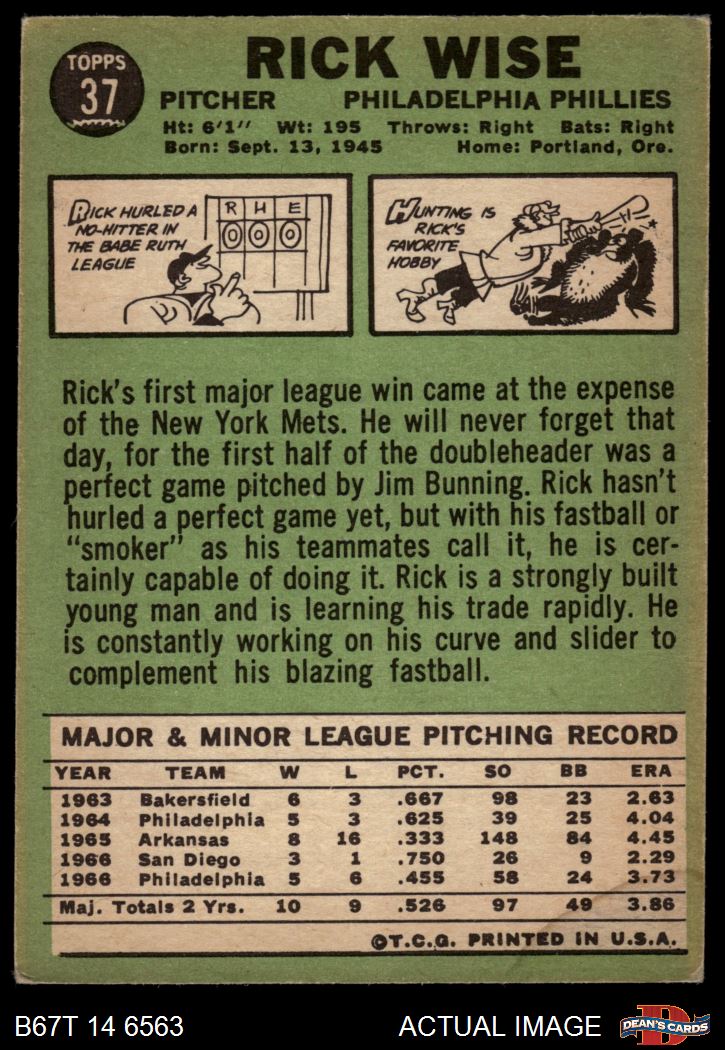 TOPPS
37
RICK WISE
PITCHER PHILADELPHIA PHILLIES
Ht: 6'1" Wt: 195 Throws: Right Bats: Right
Born: Sept. 13, 1945 Home: Portland, Ore.
RICK HURLED A
NO-HITTER IN
THE BABE RUTH
LEAGUE
R H E
0 0 0
HUNTING IS
RICK'S
FAVORITE
HOBBY
Rick's first major league win came at the expense
of the New York Mets. He will never forget that
day, for the first half of the doubleheader was a
perfect game pitched by Jim Bunning. Rick hasn't
hurled a perfect game yet, but with his fastball or
"smoker" as his teammates call it, he is cer-
tainly capable of doing it. Rick is a strongly built
young man and is learning his trade rapidly. He
is constantly working on his curve and slider to
complement his blazing fastball.
MAJOR & MINOR LEAGUE PITCHING RECORD
YEAR TEAM W L PCT. SO BB ERA
1963 Bakersfield 6 3 .667 98 23 2.63
1964 Philadelphia 5 3 .625 39 25 4.04
1965 Arkansas 8 16 .333 148 84 4.45
1966 San Diego 3 1 .750 26 9 2.29
1966 Philadelphia 5 6 .455 58 24 3.73
Maj. Totals 2 Yrs. 10 9 .526 97 49 3.86
©T.C.G. PRINTED IN U.S.A.
B67T 14 6563 ACTUAL IMAGE
D
DEAN'S CARDS